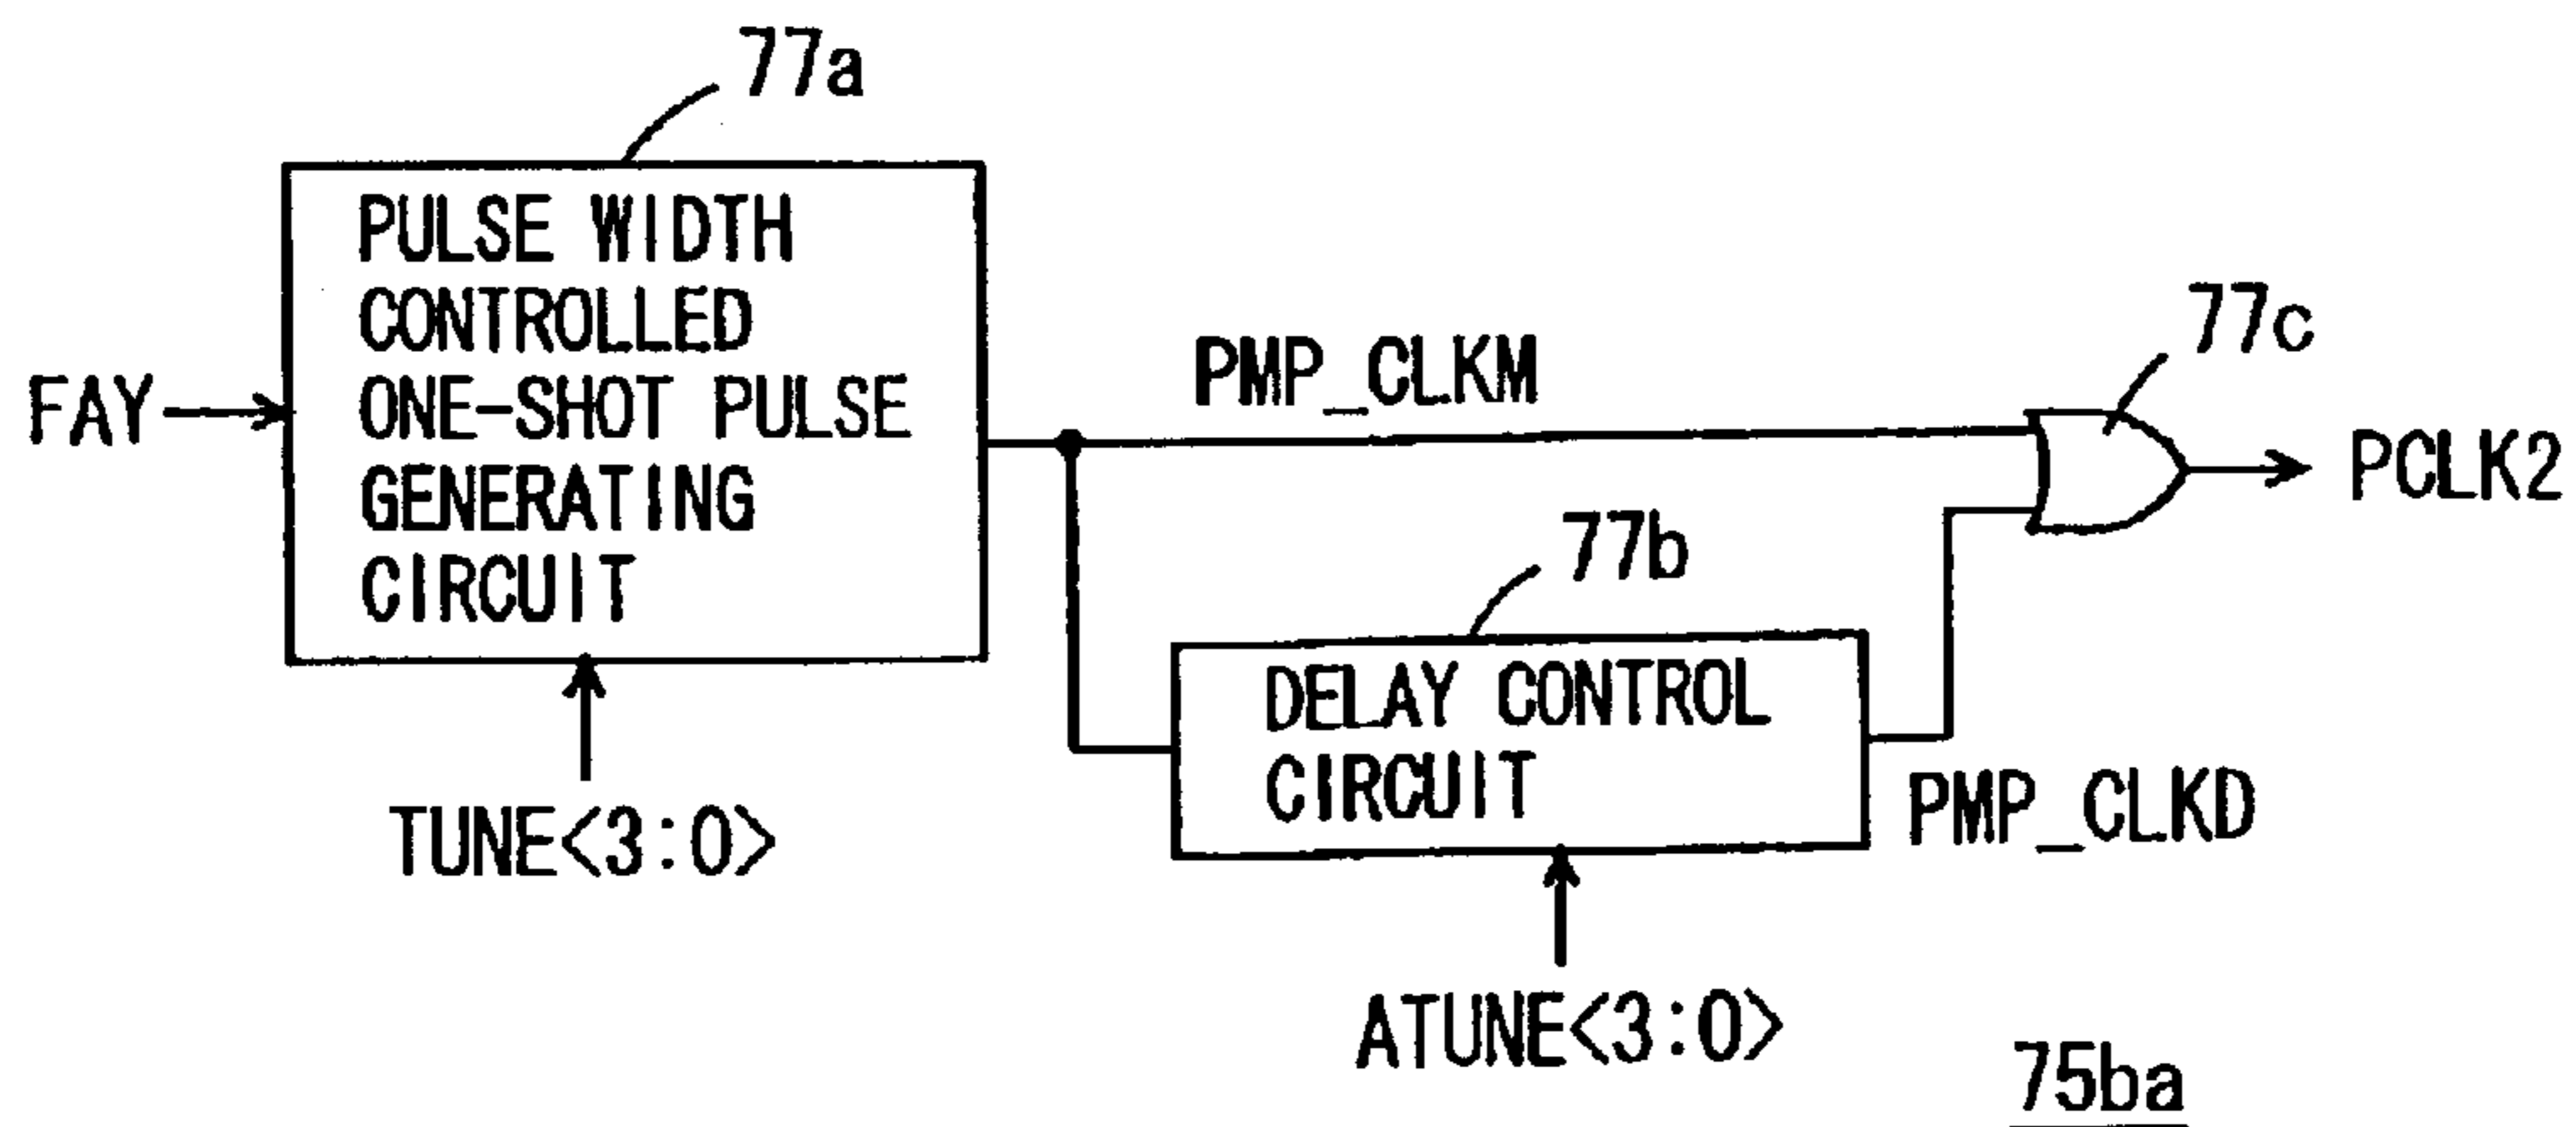 77a
PULSE WIDTH
CONTROLLED
ONE-SHOT PULSE
GENERATING
CIRCUIT
FAY
TUNE<3:0>
PMP_CLKM
77c
PCLK2
77b
DELAY CONTROL
CIRCUIT
PMP_CLKD
ATUNE<3:0>
75ba